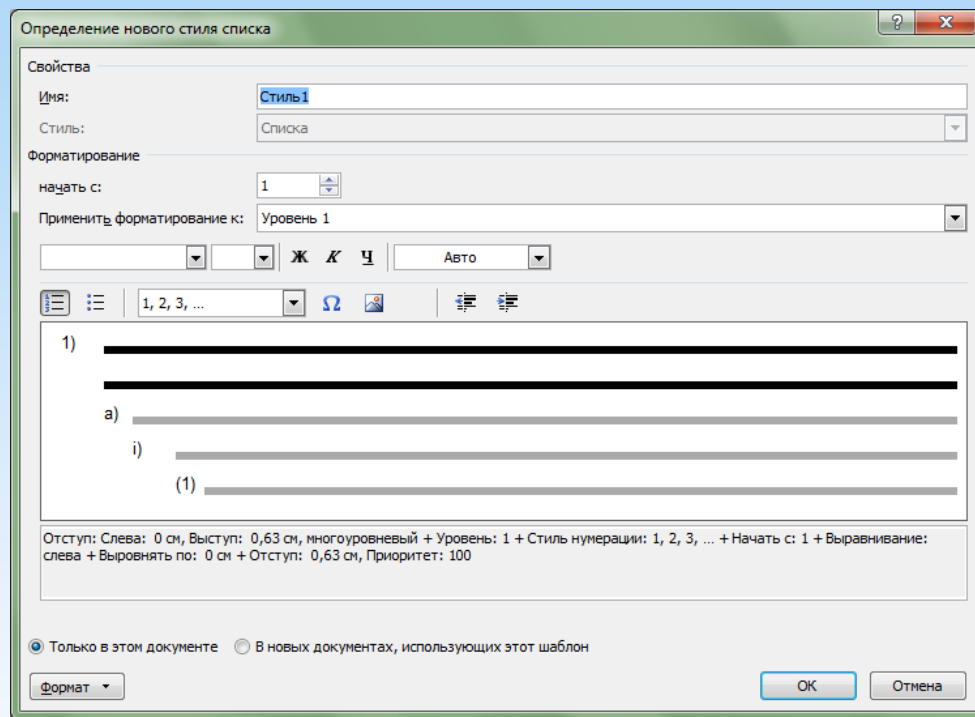 Определение нового стиля списка
Свойства
Имя: Стиль1
Стиль: Списка
Форматирование
начать с: 1
Применить форматирование к: Уровень 1
Ж К Ч Авто
1, 2, 3, ... Ω
1)
a)
i)
(1)
Отступ: Слева: 0 см, Выступ: 0,63 см, многоуровневый + Уровень: 1 + Стиль нумерации: 1, 2, 3, … + Начать с: 1 + Выравнивание:
слева + Выровнять по: 0 см + Отступ: 0,63 см, Приоритет: 100
Только в этом документе В новых документах, использующих этот шаблон
Формат ОК Отмена